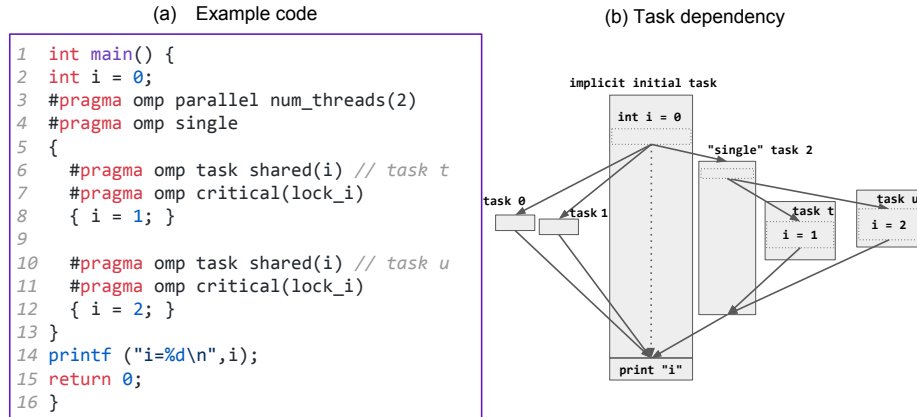 (a) Example code
1 int main() {
2 int i = 0;
3 #pragma omp parallel num_threads(2)
4 #pragma omp single
5 {
6 #pragma omp task shared(i) // task t
7 #pragma omp critical(lock_i)
8 { i = 1; }
9
10 #pragma omp task shared(i) // task u
11 #pragma omp critical(lock_i)
12 { i = 2; }
13 }
14 printf ("i=%d\n",i);
15 return 0;
16 }
(b) Task dependency
implicit initial task
int i = 0
"single" task 2
task 0
task 1
task t
i = 1
task u
i = 2
print "i"